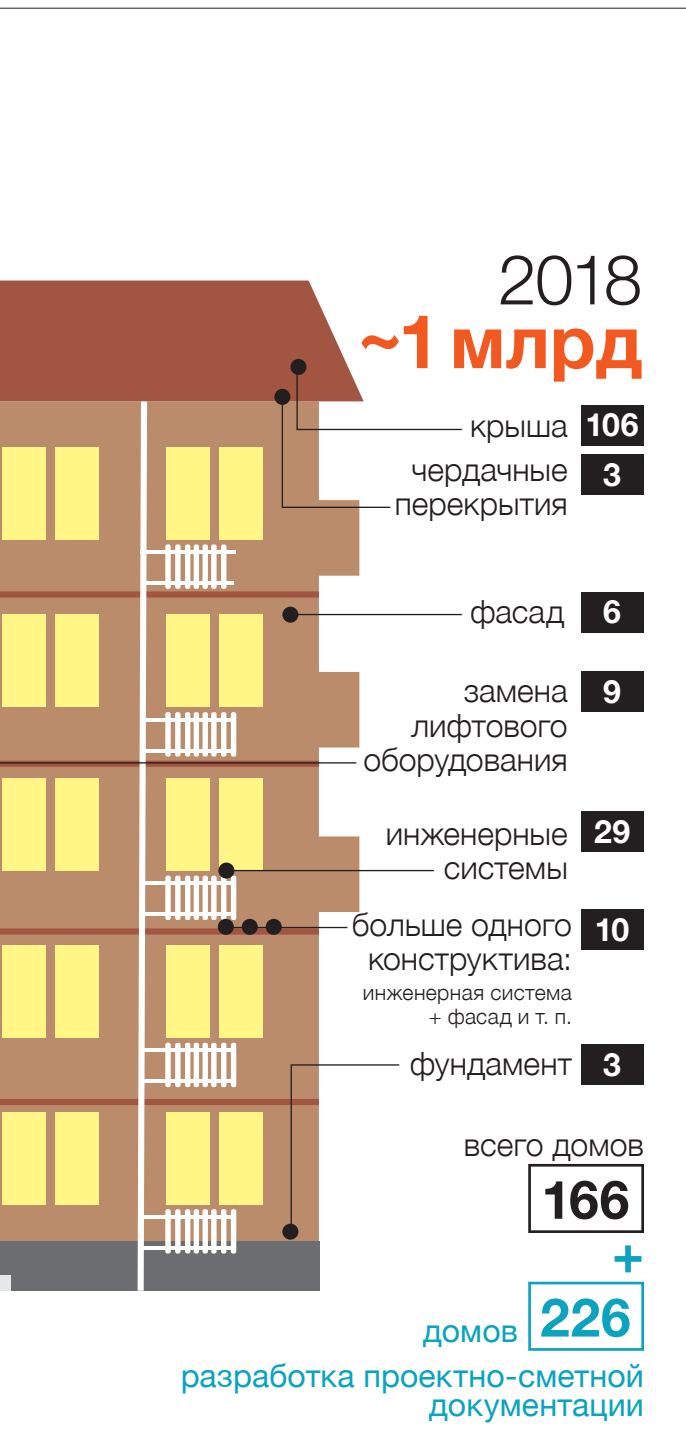 2018
~1 млрд
крыша 106
чердачные 3
перекрытия
фасад 6
замена 9
лифтового
оборудования
инженерные 29
системы
больше одного 10
конструктива:
инженерная система
+ фасад и т. п.
фундамент 3
всего домов
166
+
домов 226
разработка проектно-сметной
документации